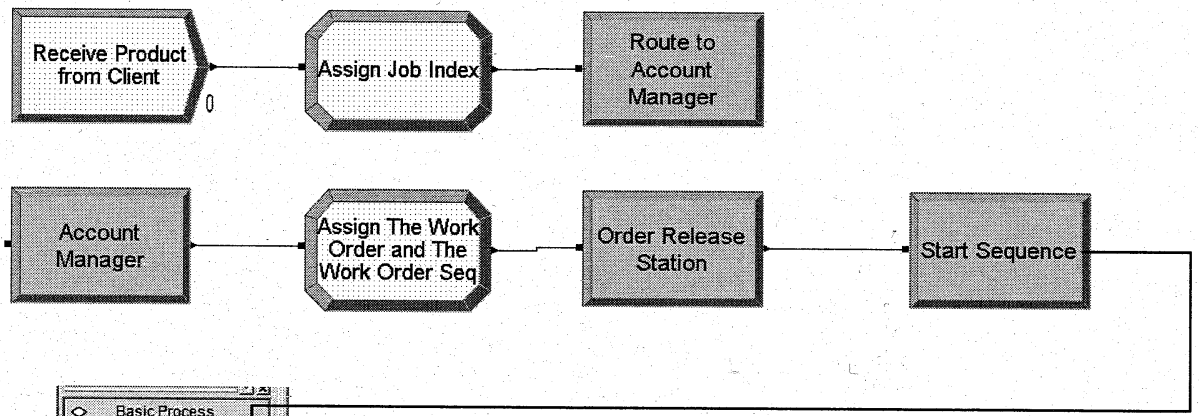 Receive Product
from Client
Assign Job Index
Route to
Account
Manager
0
Account
Manager
Assign The Work
Order and The
Work Order Seq
Order Release
Station
Start Sequence
Basic Process